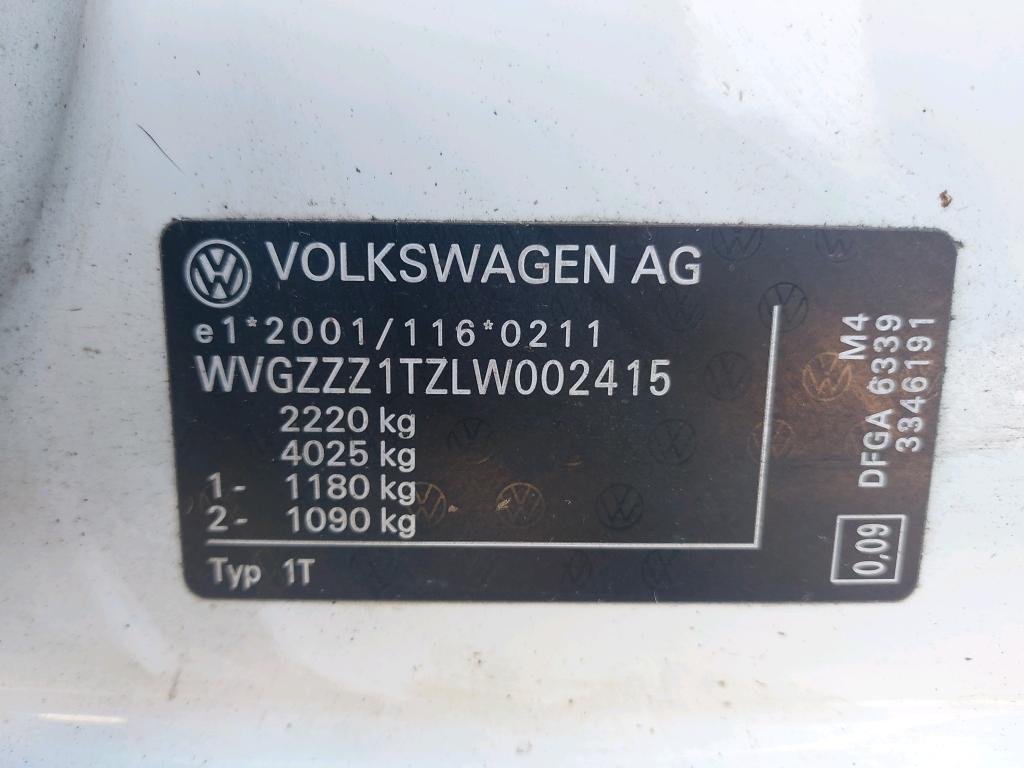 VOLKSWAGEN AG
e1*2001/116*0211
WVGZZZ1TZLW002415
2220 kg
4025 kg
1- 1180 kg
2- 1090 kg
Typ 1T
M4
DFGA 6339
3346191
0,09